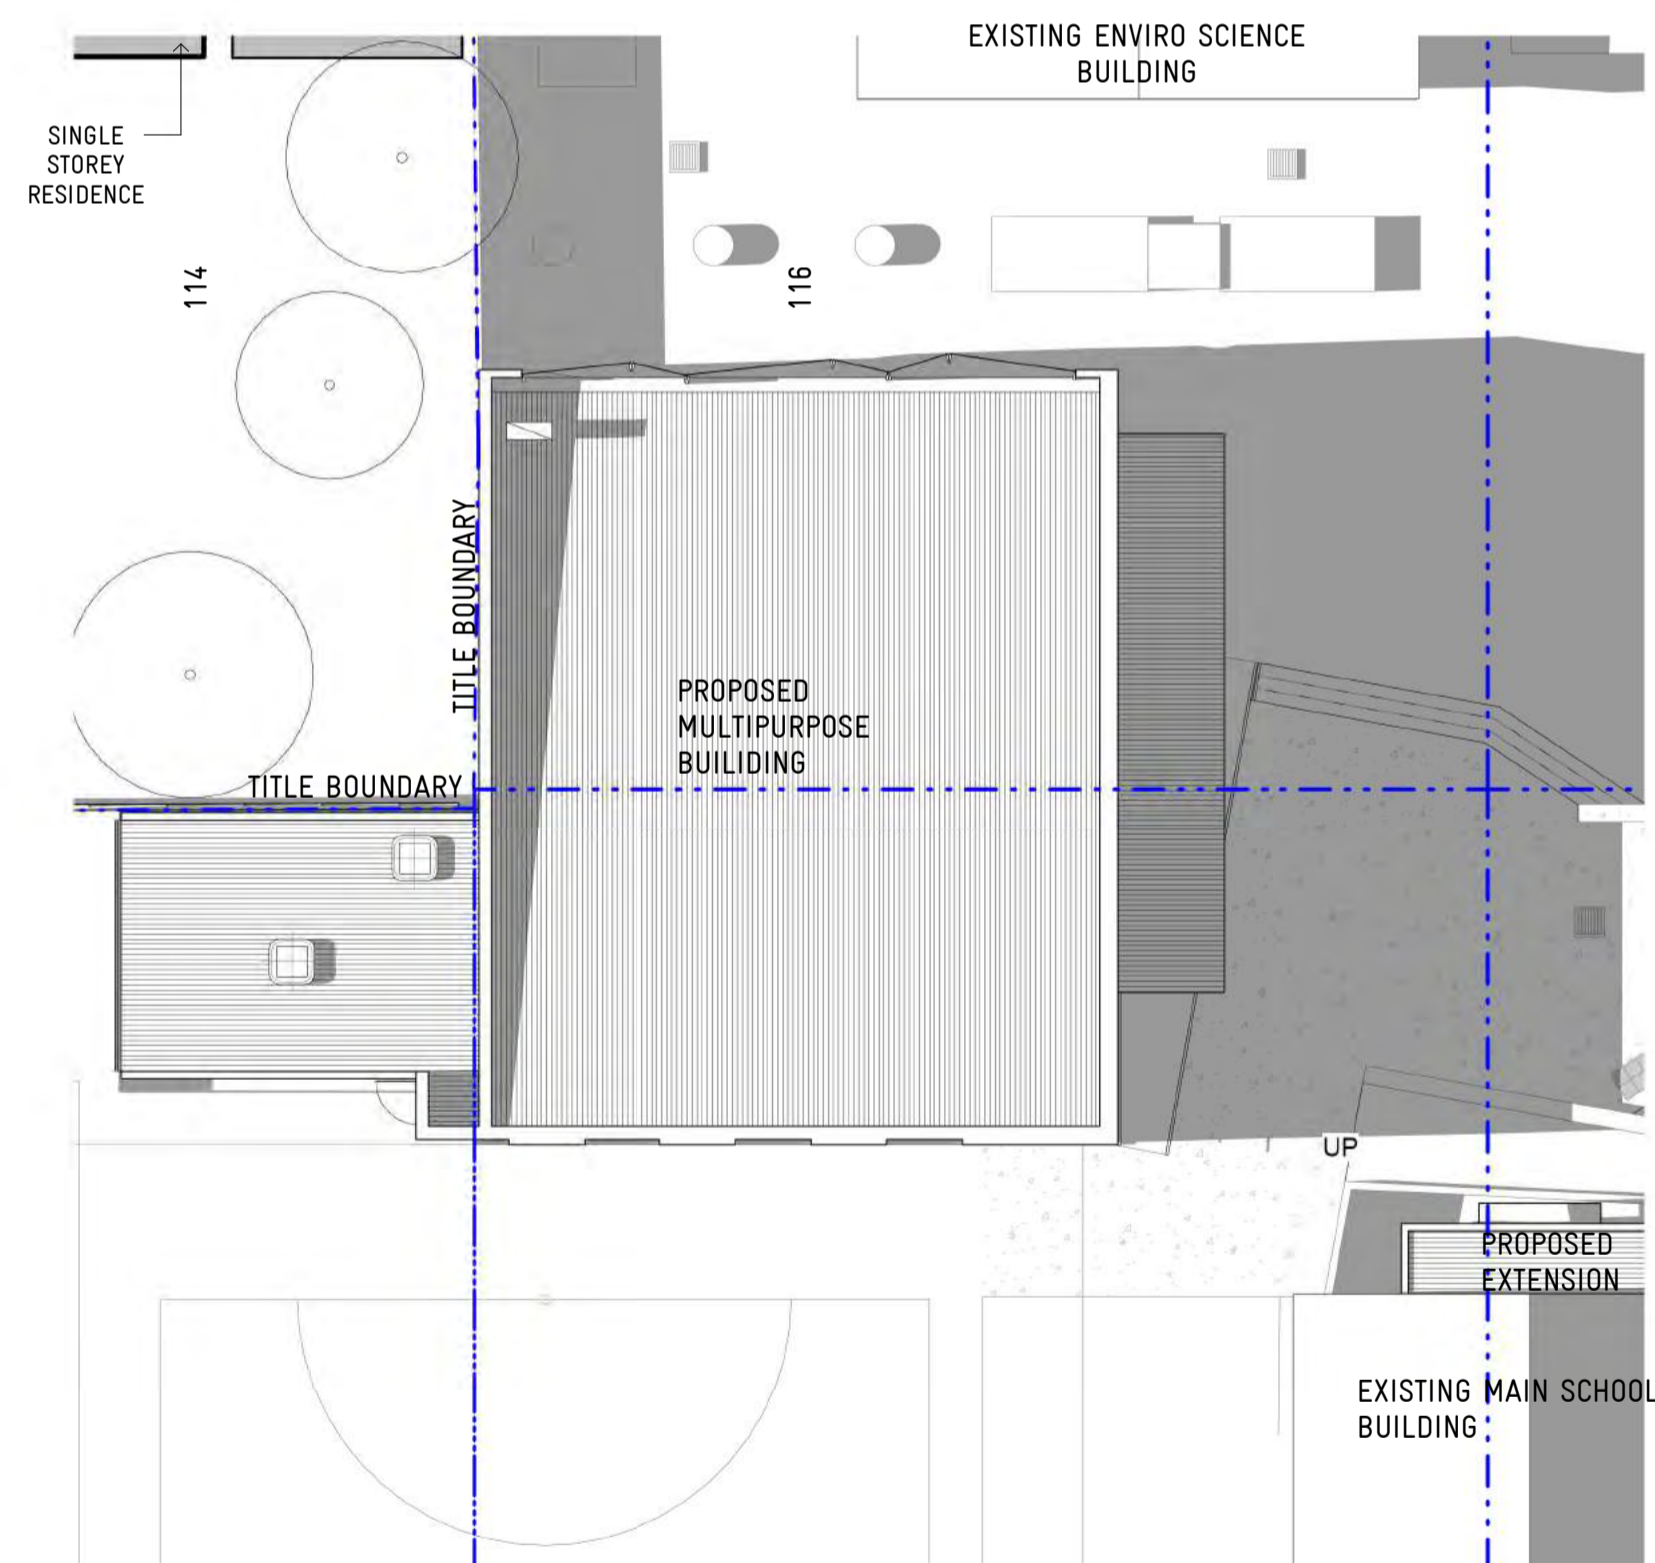 EXISTING ENVIRO SCIENCE
BUILDING
SINGLE
STOREY
RESIDENCE
114
116
TITLE BOUNDARY
PROPOSED
MULTIPURPOSE
BUILIDING
TITLE BOUNDARY
UP
PROPOSED
EXTENSION
EXISTING MAIN SCHOOL
BUILDING